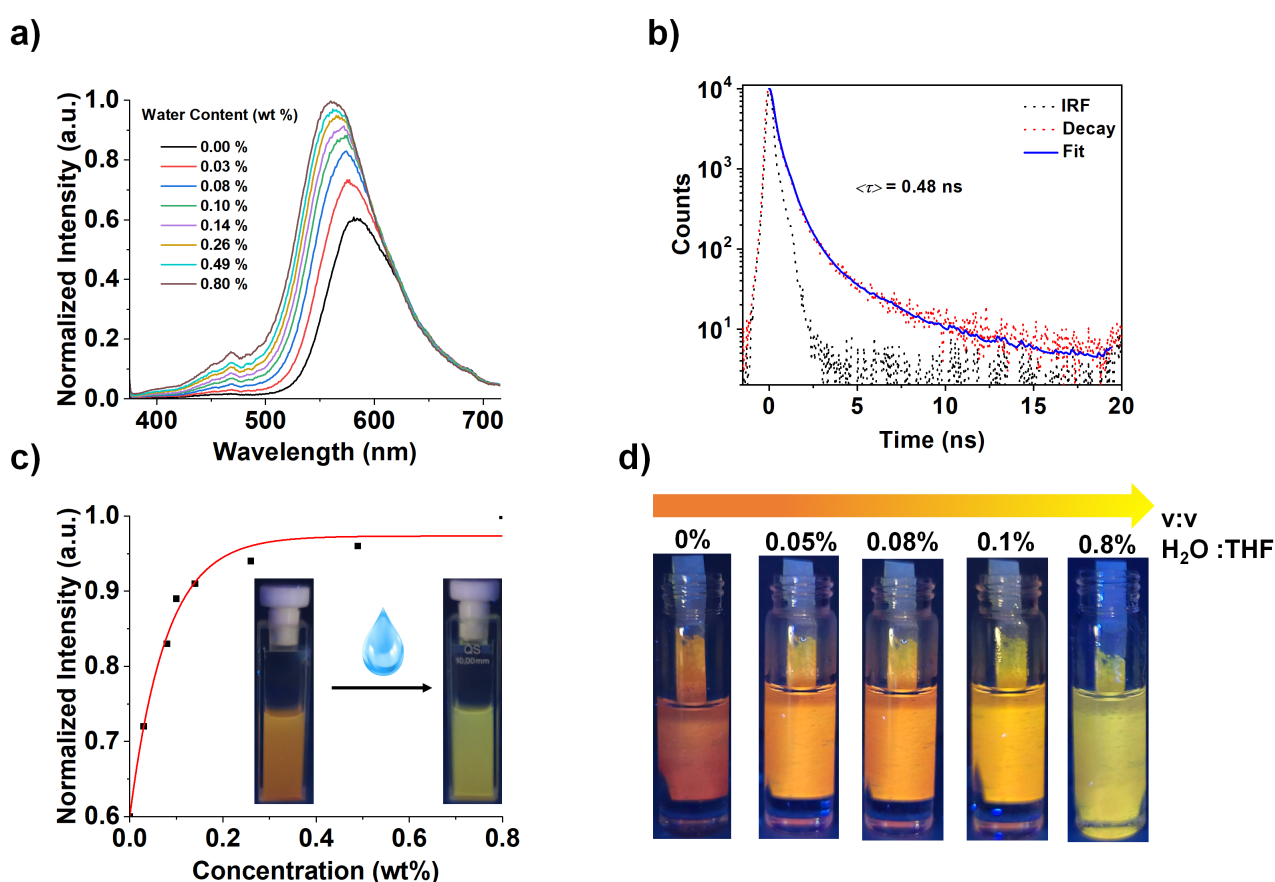 a)
Normalized Intensity (a.u.)
1.0
0.8
0.6
0.4
0.2
0.0
Water Content (wt %)
0.00 %
0.03 %
0.08 %
0.10 %
0.14 %
0.26 %
0.49 %
0.80 %
400 500 600 700
Wavelength (nm)
b)
Counts
10⁴
10³
10²
10¹
IRF
Decay
Fit
<τ> = 0.48 ns
0 5 10 15 20
Time (ns)
c)
Normalized Intensity (a.u.)
1.0
0.9
0.8
0.7
0.6
QS
10,00mm
0.0 0.2 0.4 0.6 0.8
Concentration (wt%)
d)
v:v
H₂O :THF
0% 0.05% 0.08% 0.1% 0.8%